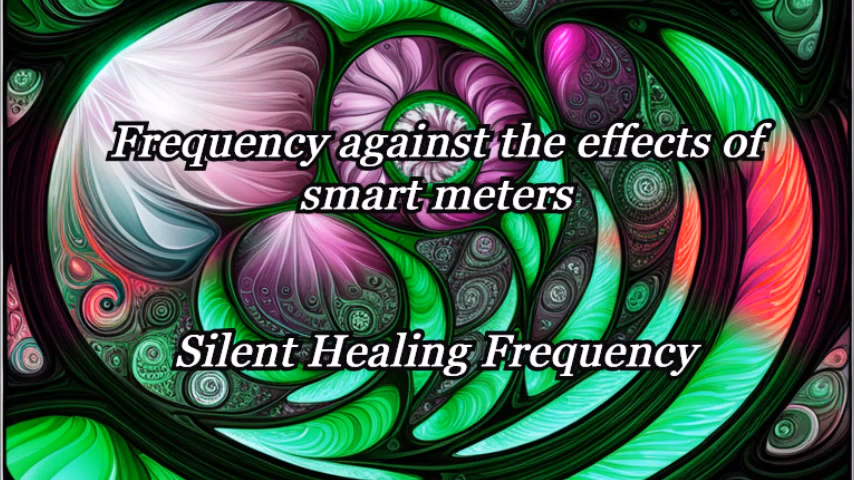 Frequency against the effects of
smart meters
Silent Healing Frequency